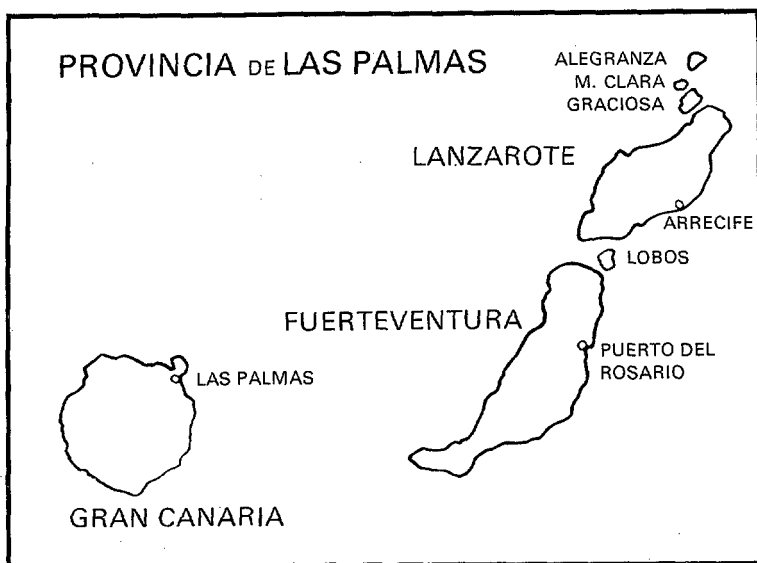 PROVINCIA DE LAS PALMAS
ALEGRANZA
M. CLARA
GRACIOSA
LANZAROTE
ARRECIFE
LOBOS
FUERTEVENTURA
PUERTO DEL
ROSARIO
LAS PALMAS
GRAN CANARIA